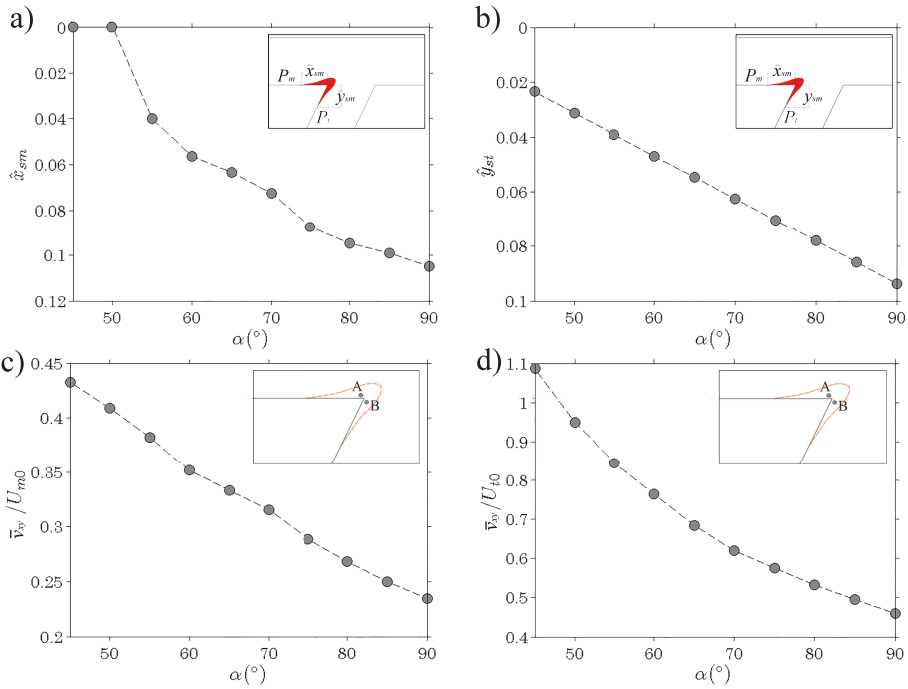 a)
0
0.02
0.04
0.06
0.08
0.1
0.12
50
60
70
80
90
α(°)
x̂sm
Pm
x̂sm
ysm
Pt
b)
0
0.02
0.04
0.06
0.08
0.1
50
60
70
80
90
α(°)
ŷst
Pm
x̂sm
ysm
Pt
c)
0.45
0.4
0.35
0.3
0.25
0.2
50
60
70
80
90
α(°)
v̄xy/Um0
A
B
d)
1.1
1
0.9
0.8
0.7
0.6
0.5
0.4
50
60
70
80
90
α(°)
v̄xy/Ut0
A
B